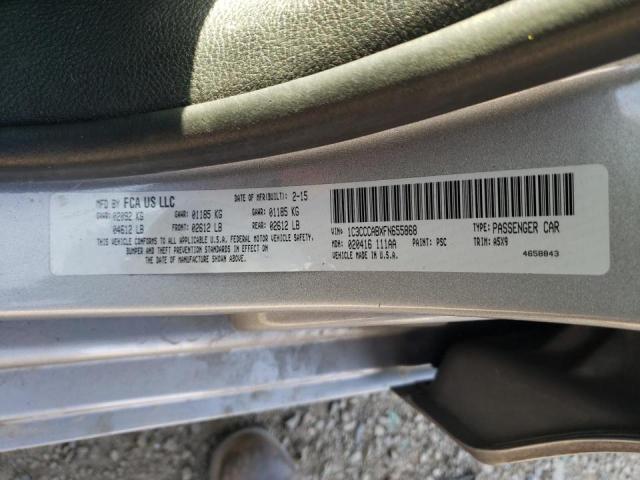 MFD BY FCA US LLC DATE OF MFR(BUILT): 2-15
GVWR: 02092 KG GAWR: 01185 KG GAWR: 01185 KG
04612 LB FRONT: 02612 LB REAR: 02612 LB
THIS VEHICLE CONFORMS TO ALL APPLICABLE U.S.A. FEDERAL MOTOR VEHICLE SAFETY,
BUMPER AND THEFT PREVENTION STANDARDS IN EFFECT ON
THE DATE OF MANUFACTURE SHOWN ABOVE.
VIN: 1C3CCCABXFN655868 TYPE: PASSENGER CAR
MDH: 020416 111AA PAINT: PSC TRIM: A5X9
VEHICLE MADE IN U.S.A. 4658843